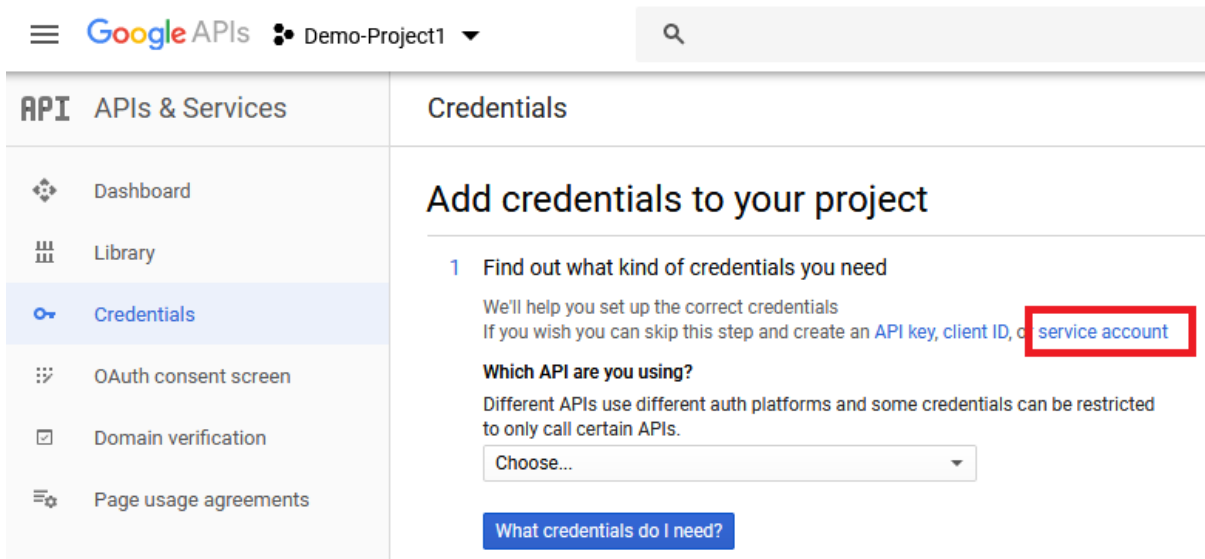 Google APIs Demo-Project1
API APIs & Services
Credentials
Dashboard
Library
Credentials
OAuth consent screen
Domain verification
Page usage agreements
Add credentials to your project
1 Find out what kind of credentials you need
We'll help you set up the correct credentials
If you wish you can skip this step and create an API key, client ID, or service account
Which API are you using?
Different APIs use different auth platforms and some credentials can be restricted
to only call certain APIs.
Choose...
What credentials do I need?